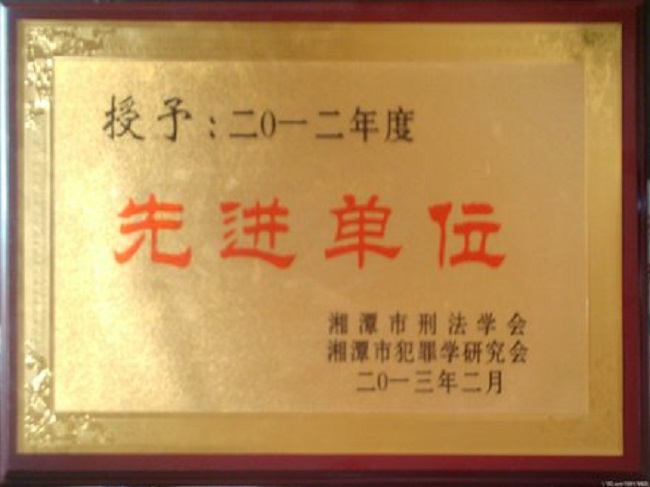 授予：二0一二年度
先进单位
湘潭市刑法学会
湘潭市犯罪学研究会
二0一三年二月